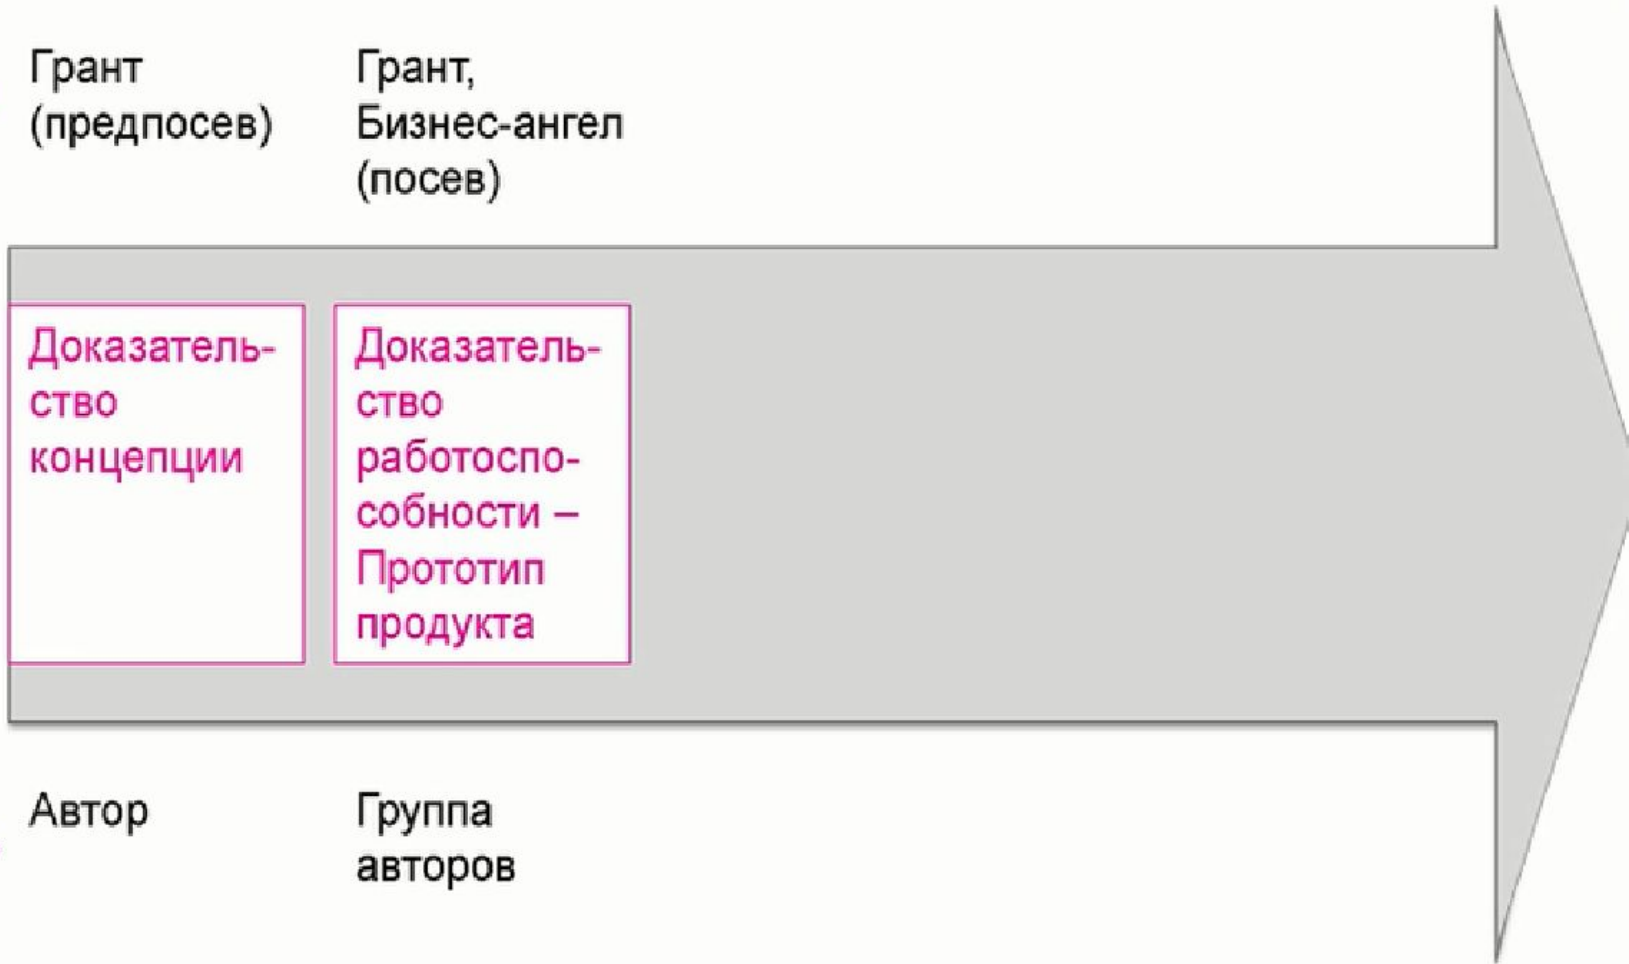 Грант
(предпосев)
Грант,
Бизнес-ангел
(посев)
Доказатель-
ство
концепции
Доказатель-
ство
работоспо-
собности –
Прототип
продукта
Автор
Группа
авторов